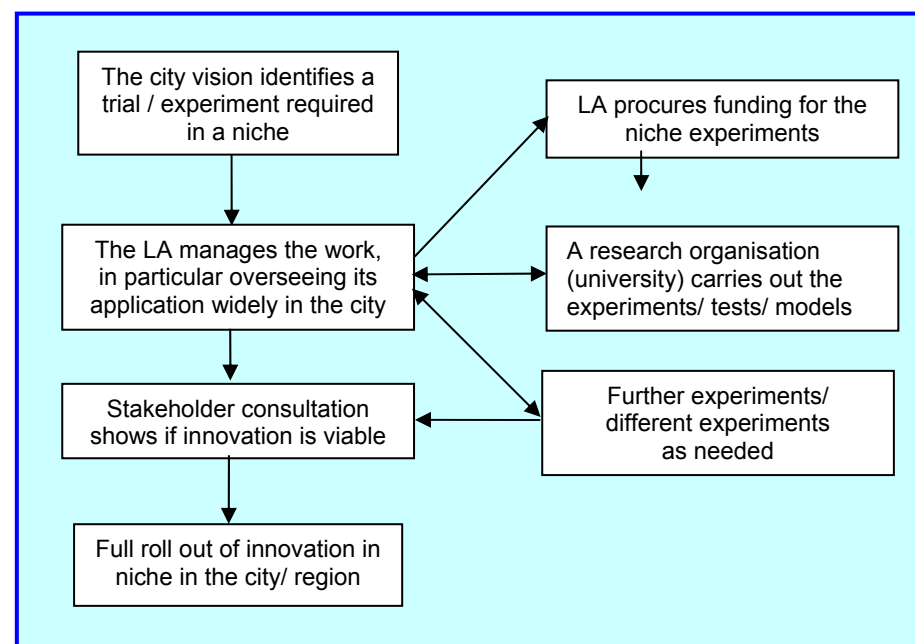 The city vision identifies a
trial / experiment required
in a niche
LA procures funding for the
niche experiments
The LA manages the work,
in particular overseeing its
application widely in the city
A research organisation
(university) carries out the
experiments/ tests/ models
Stakeholder consultation
shows if innovation is viable
Further experiments/
different experiments
as needed
Full roll out of innovation in
niche in the city/ region